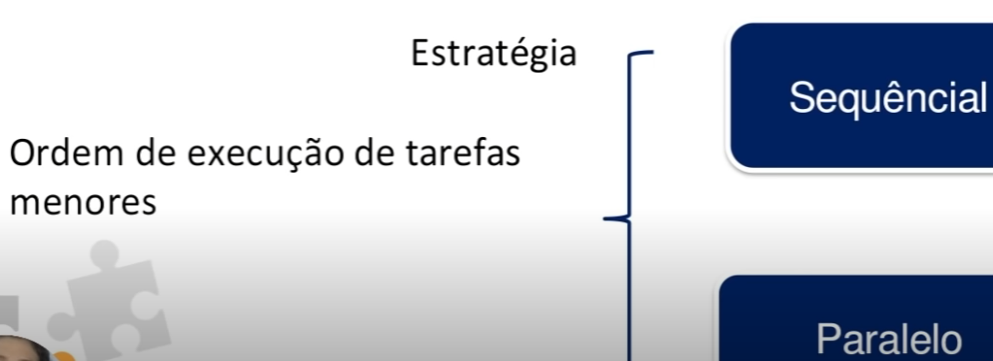 Estratégia
Sequêncial
Ordem de execução de tarefas
menores
Paralelo